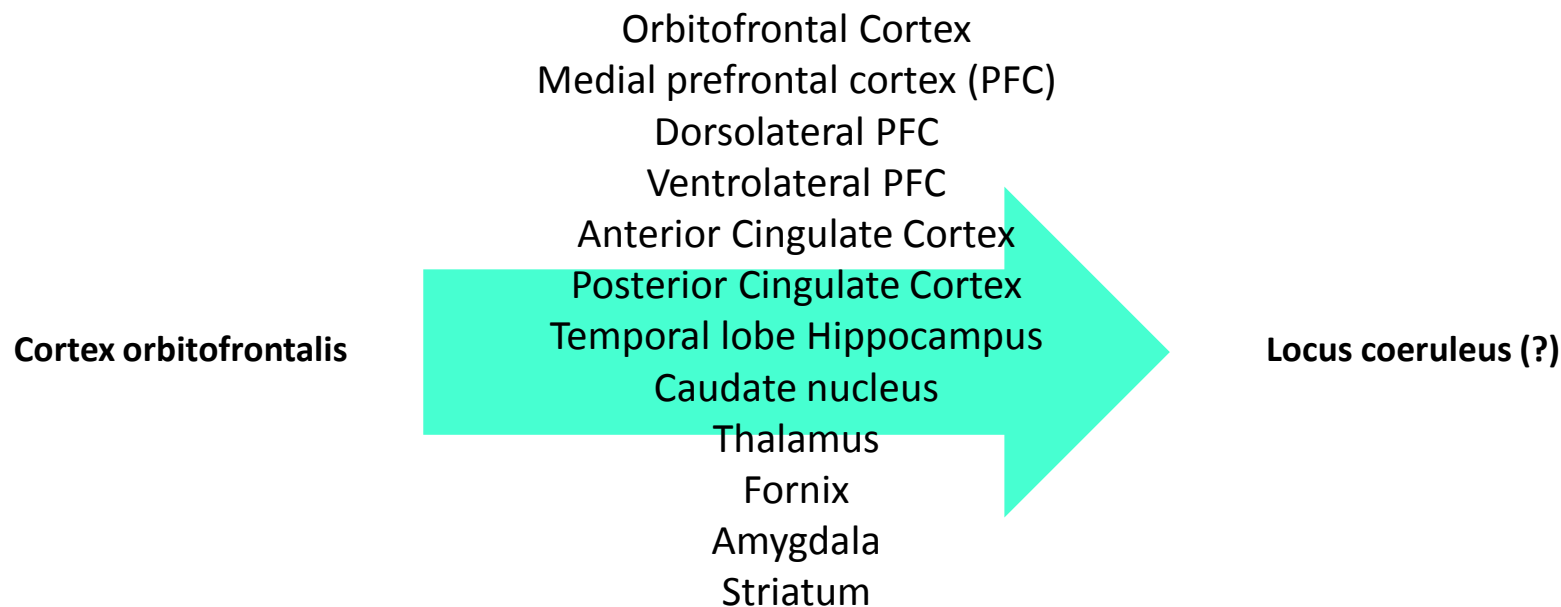 Orbitofrontal Cortex
Medial prefrontal cortex (PFC)
Dorsolateral PFC
Ventrolateral PFC
Anterior Cingulate Cortex
Posterior Cingulate Cortex
Temporal lobe Hippocampus
Caudate nucleus
Thalamus
Fornix
Amygdala
Striatum
Cortex orbitofrontalis
Locus coeruleus (?)